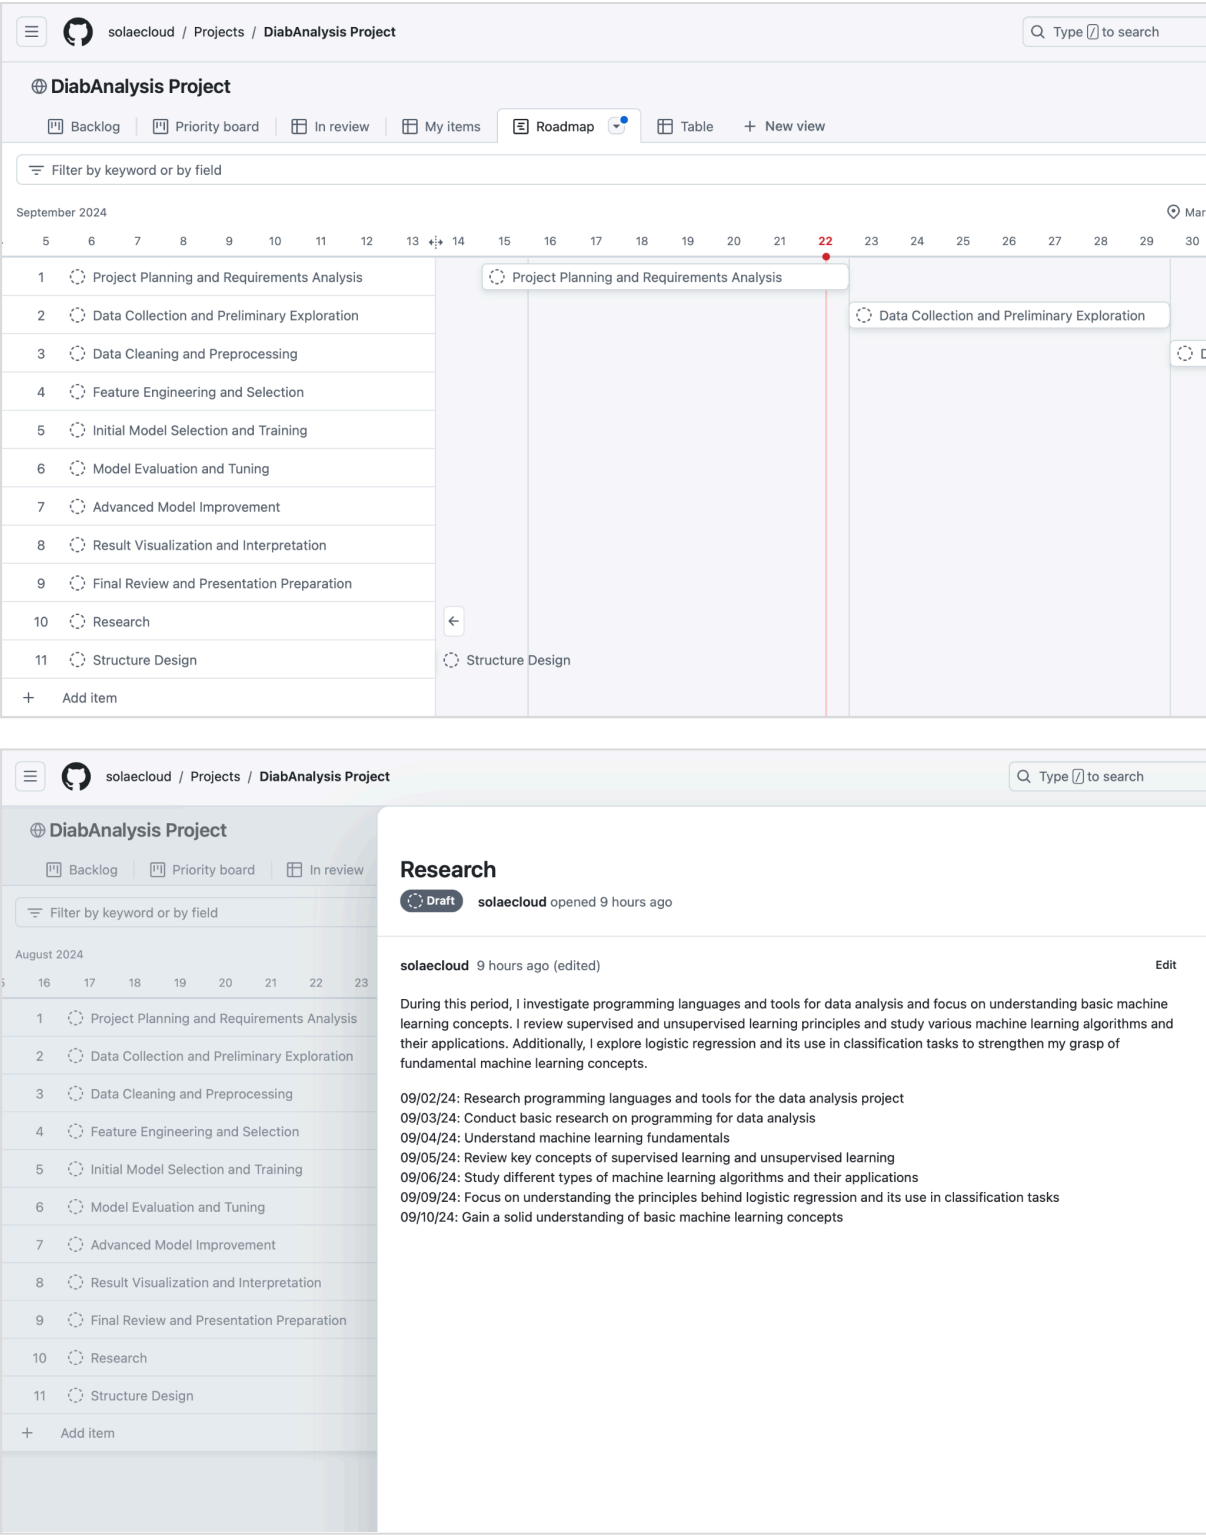 solaecloud / Projects / DiabAnalysis Project
Type / to search
DiabAnalysis Project
Backlog
Priority board
In review
My items
Roadmap
Table
+ New view
Filter by keyword or by field
September 2024
Mar
5 6 7 8 9 10 11 12 13 14 15 16 17 18 19 20 21 22 23 24 25 26 27 28 29 30
1 Project Planning and Requirements Analysis
Project Planning and Requirements Analysis
2 Data Collection and Preliminary Exploration
Data Collection and Preliminary Exploration
3 Data Cleaning and Preprocessing
4 Feature Engineering and Selection
5 Initial Model Selection and Training
6 Model Evaluation and Tuning
7 Advanced Model Improvement
8 Result Visualization and Interpretation
9 Final Review and Presentation Preparation
10 Research
11 Structure Design
Structure Design
+ Add item
solaecloud / Projects / DiabAnalysis Project
Type / to search
DiabAnalysis Project
Backlog
Priority board
In review
Filter by keyword or by field
August 2024
16 17 18 19 20 21 22 23
1 Project Planning and Requirements Analysis
2 Data Collection and Preliminary Exploration
3 Data Cleaning and Preprocessing
4 Feature Engineering and Selection
5 Initial Model Selection and Training
6 Model Evaluation and Tuning
7 Advanced Model Improvement
8 Result Visualization and Interpretation
9 Final Review and Presentation Preparation
10 Research
11 Structure Design
+ Add item
Research
Draft
solaecloud opened 9 hours ago
solaecloud 9 hours ago (edited)
Edit
During this period, I investigate programming languages and tools for data analysis and focus on understanding basic machine
learning concepts. I review supervised and unsupervised learning principles and study various machine learning algorithms and
their applications. Additionally, I explore logistic regression and its use in classification tasks to strengthen my grasp of
fundamental machine learning concepts.
09/02/24: Research programming languages and tools for the data analysis project
09/03/24: Conduct basic research on programming for data analysis
09/04/24: Understand machine learning fundamentals
09/05/24: Review key concepts of supervised learning and unsupervised learning
09/06/24: Study different types of machine learning algorithms and their applications
09/09/24: Focus on understanding the principles behind logistic regression and its use in classification tasks
09/10/24: Gain a solid understanding of basic machine learning concepts